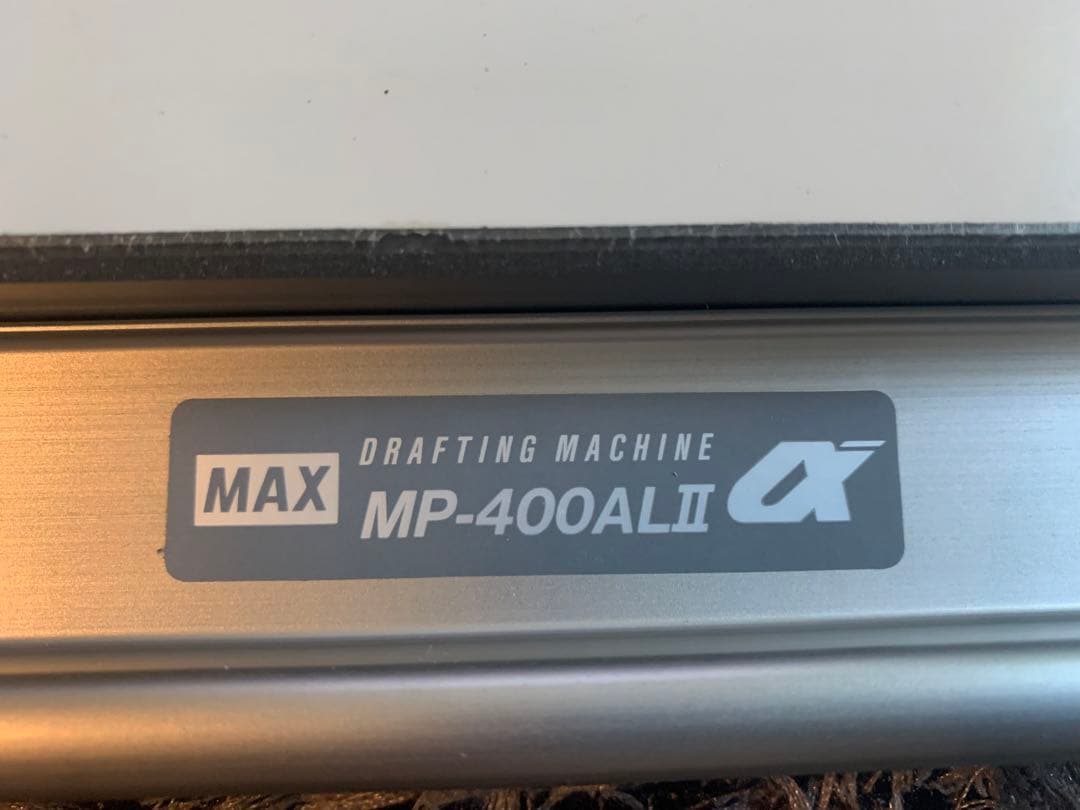 MAX
DRAFTING MACHINE
MP-400ALⅡ
α